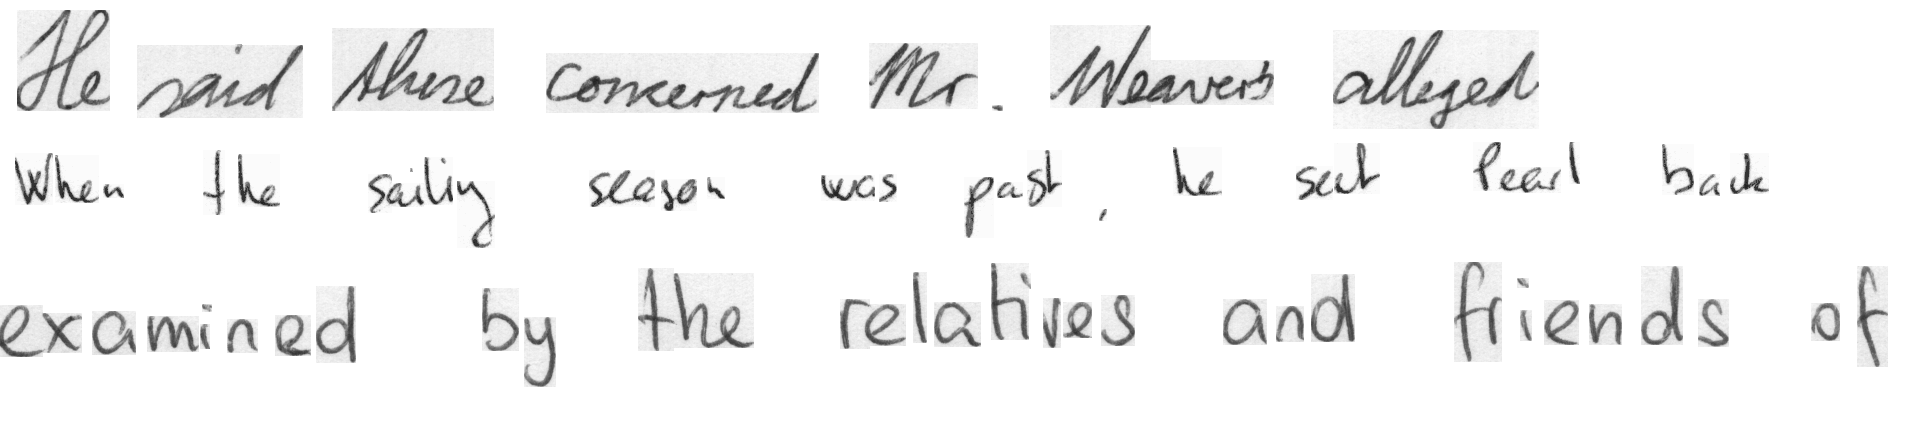 He said these concerned Mr. Weaver's alleged
When the sailing season was past, he sent Pearl back
examined by the relatives and friends of